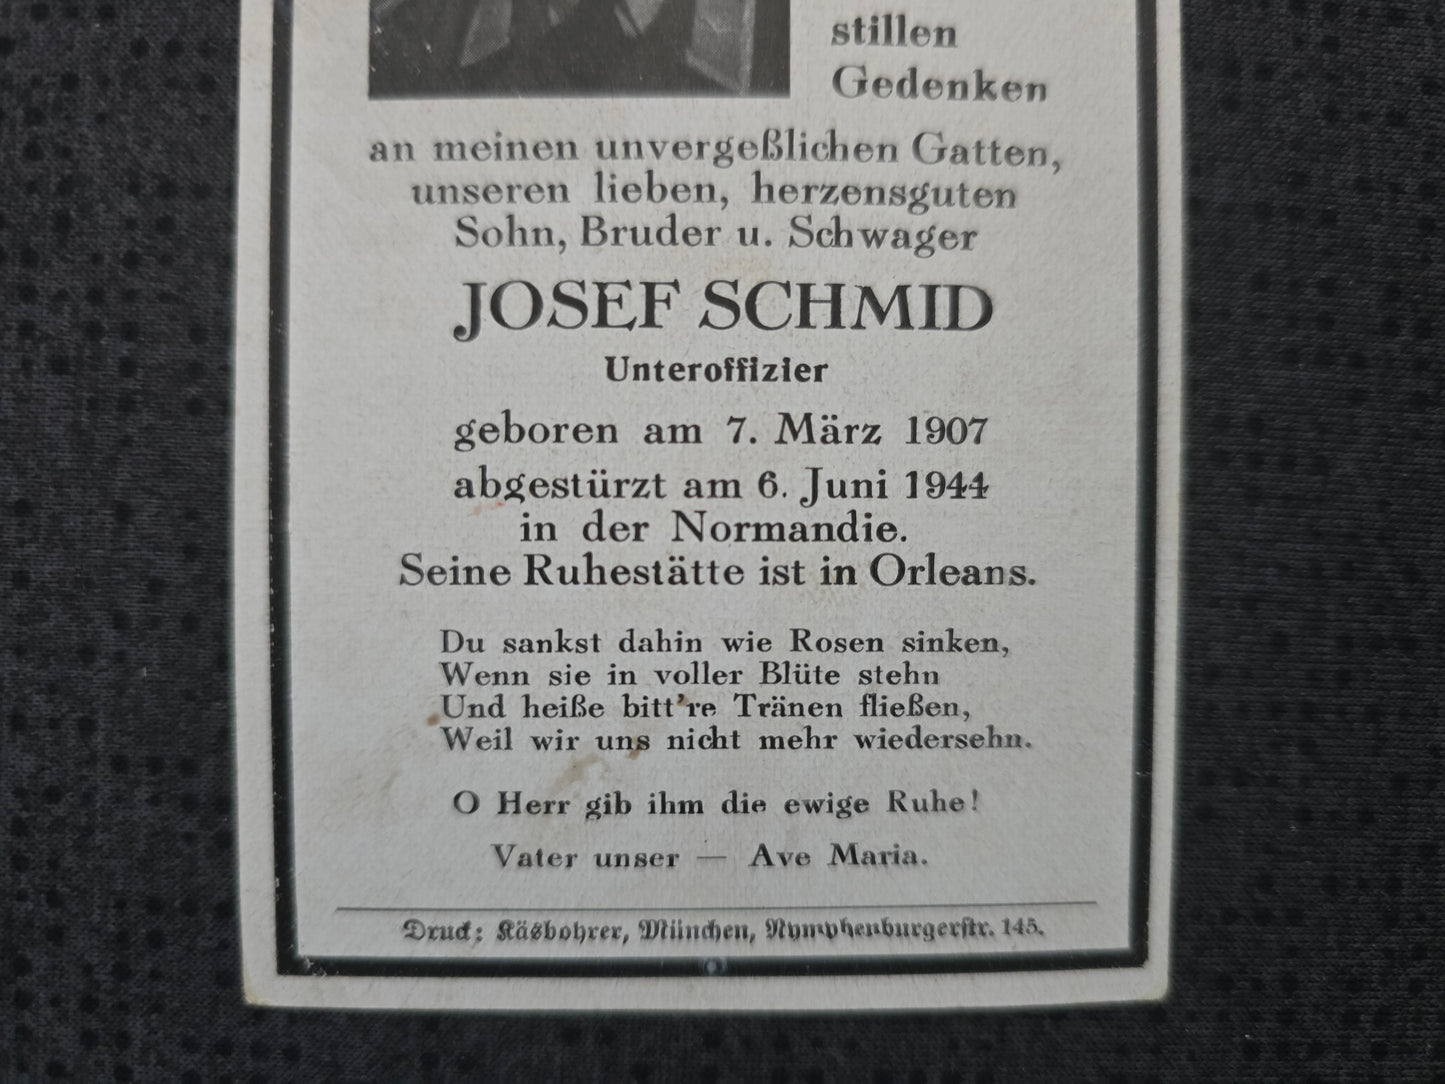 stillen
Gedenken
an meinen unvergeßlichen Gatten,
unseren lieben, herzensguten
Sohn, Bruder u. Schwager
JOSEF SCHMID
Unteroffizier
geboren am 7. März 1907
abgestürzt am 6. Juni 1944
in der Normandie.
Seine Ruhestätte ist in Orleans.
Du sankst dahin wie Rosen sinken,
Wenn sie in voller Blüte stehn
Und heiße bitt're Tränen fließen,
Weil wir uns nicht mehr wiedersehn.
O Herr gib ihm die ewige Ruhe!
Vater unser — Ave Maria.
Druck: Käsbohrer, München, Nymphenburgerstr. 145.